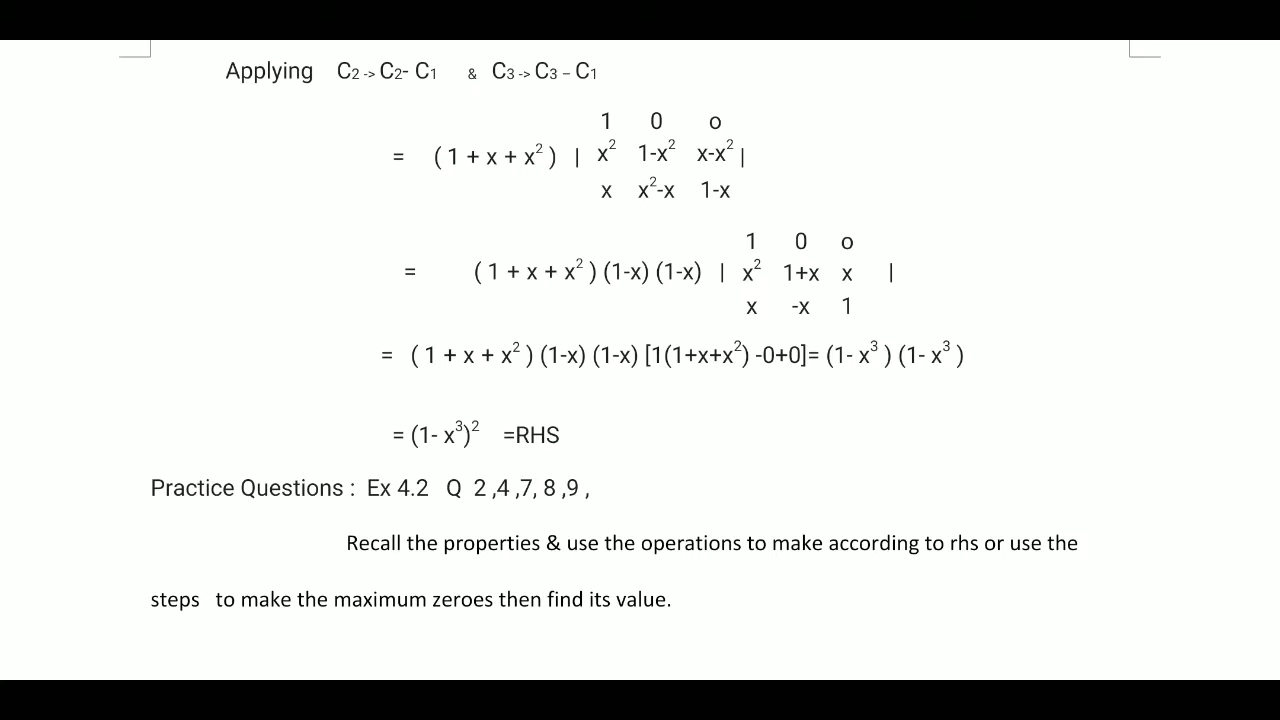 Applying C2 -> C2- C1 & C3 -> C3 – C1
1 0 o
= ( 1 + x + x² ) | x² 1-x² x-x² |
x x²-x 1-x
1 0 o
= ( 1 + x + x² ) (1-x) (1-x) | x² 1+x x |
x -x 1
= ( 1 + x + x² ) (1-x) (1-x) [1(1+x+x²) -0+0]= (1- x³ ) (1- x³ )
= (1- x³)² =RHS
Practice Questions : Ex 4.2 Q 2 ,4 ,7, 8 ,9 ,
Recall the properties & use the operations to make according to rhs or use the
steps to make the maximum zeroes then find its value.